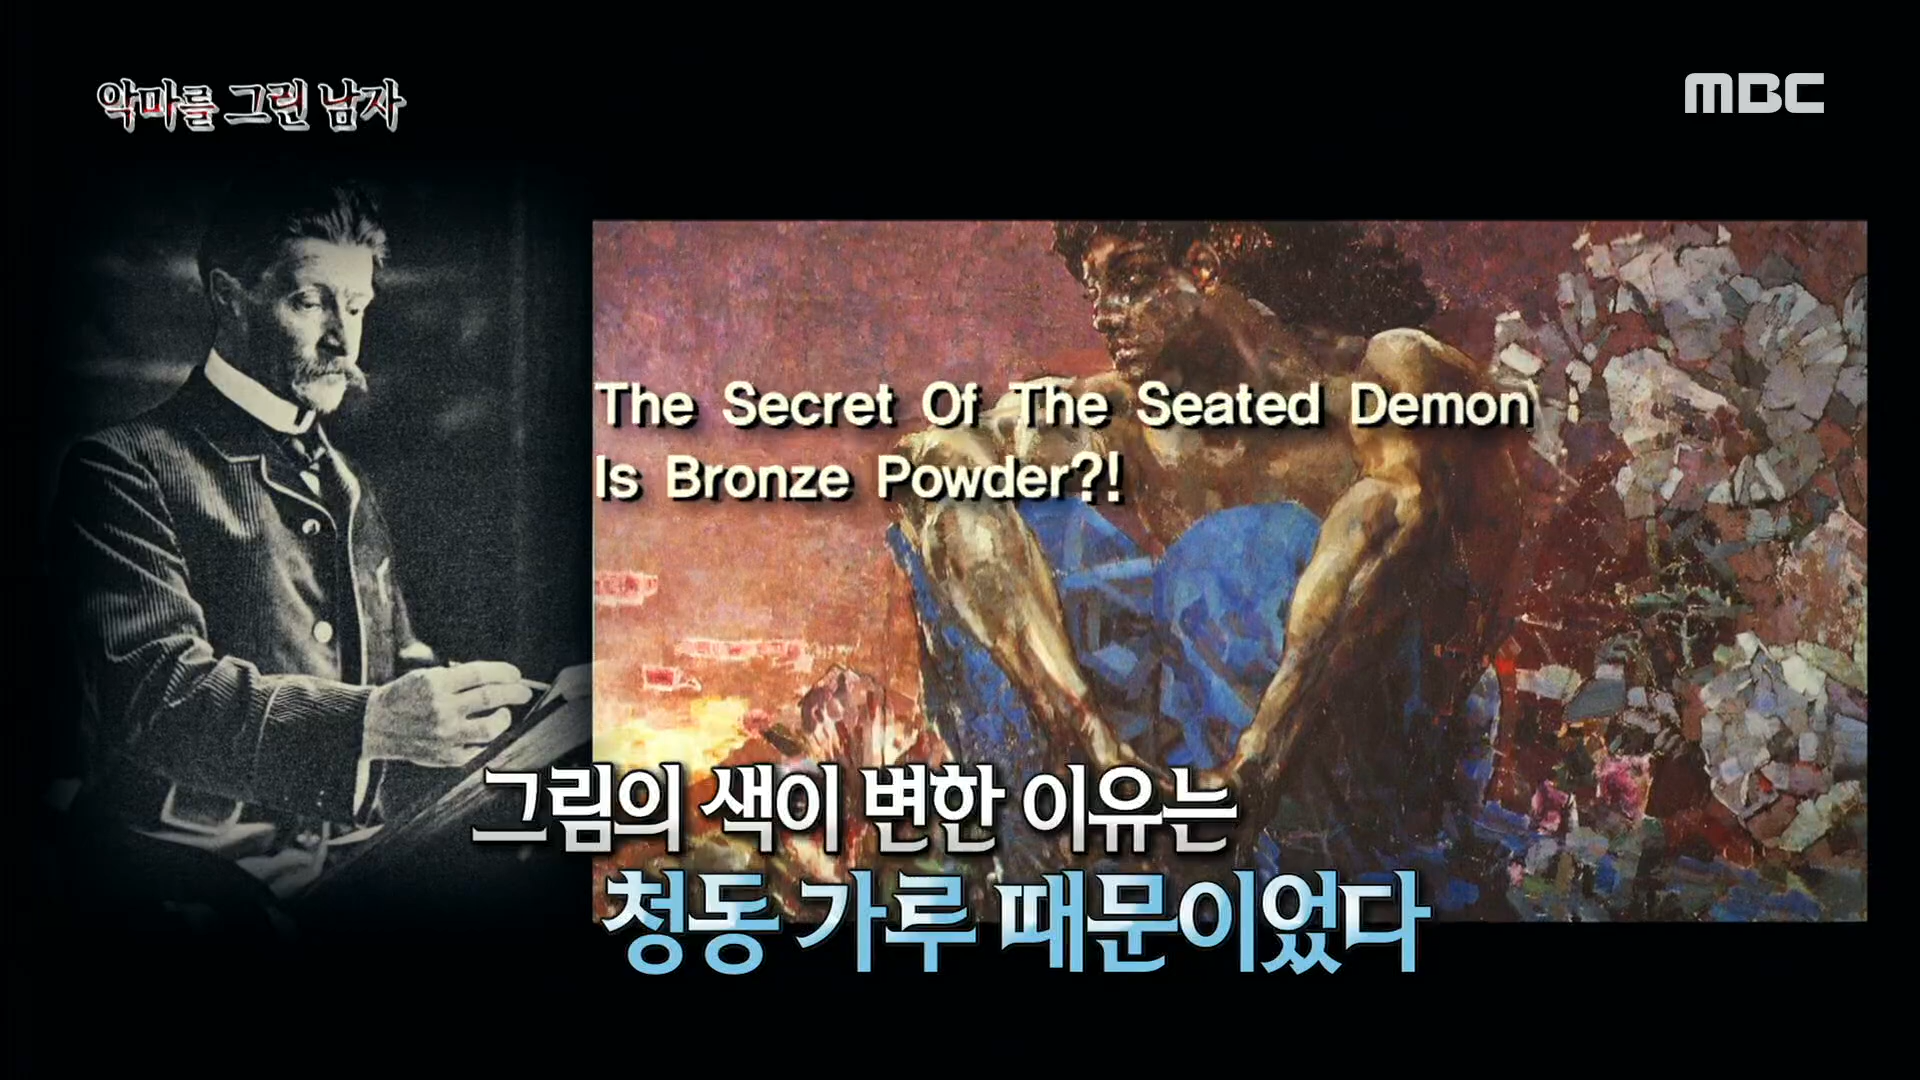 악마를 그린 남자
MBC
The Secret Of The Seated Demon
Is Bronze Powder?!
그림의 색이 변한 이유는
청동 가루 때문이었다